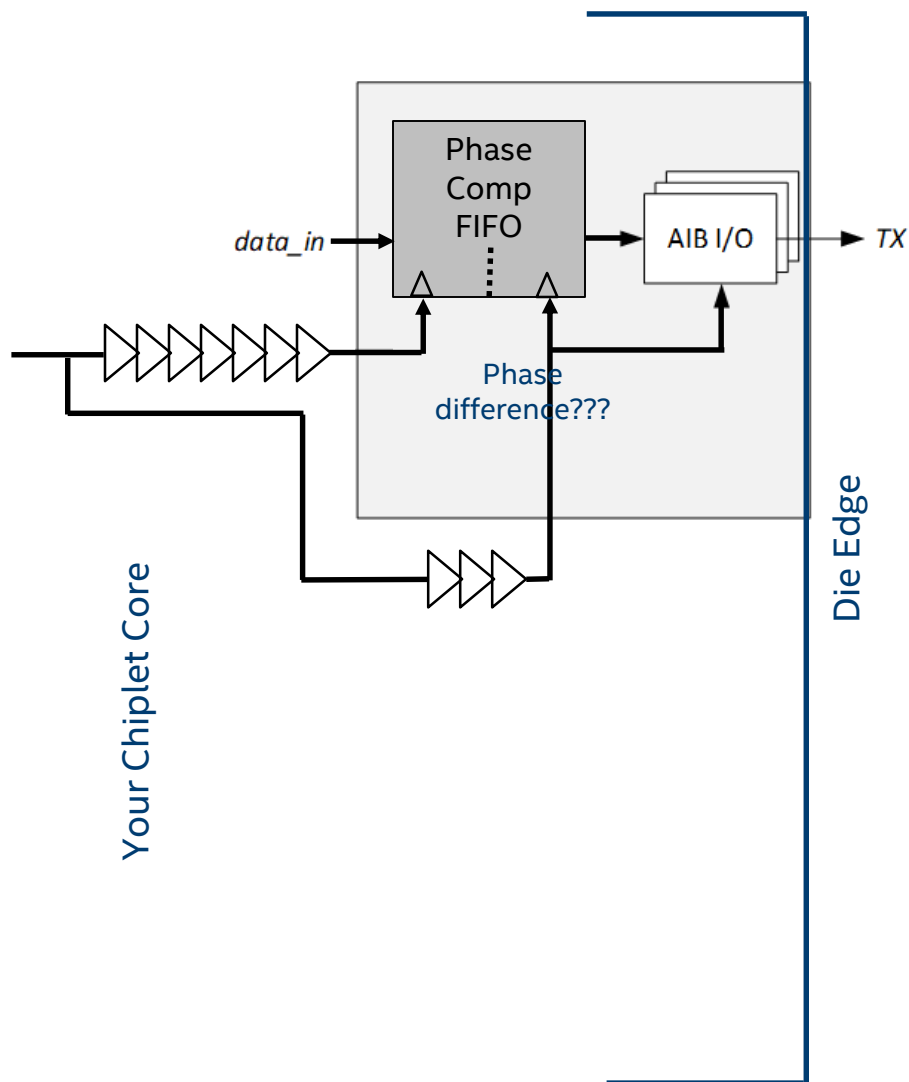 Phase
Comp
FIFO
data_in
AIB I/O
TX
Phase
difference???
Die Edge
Your Chiplet Core